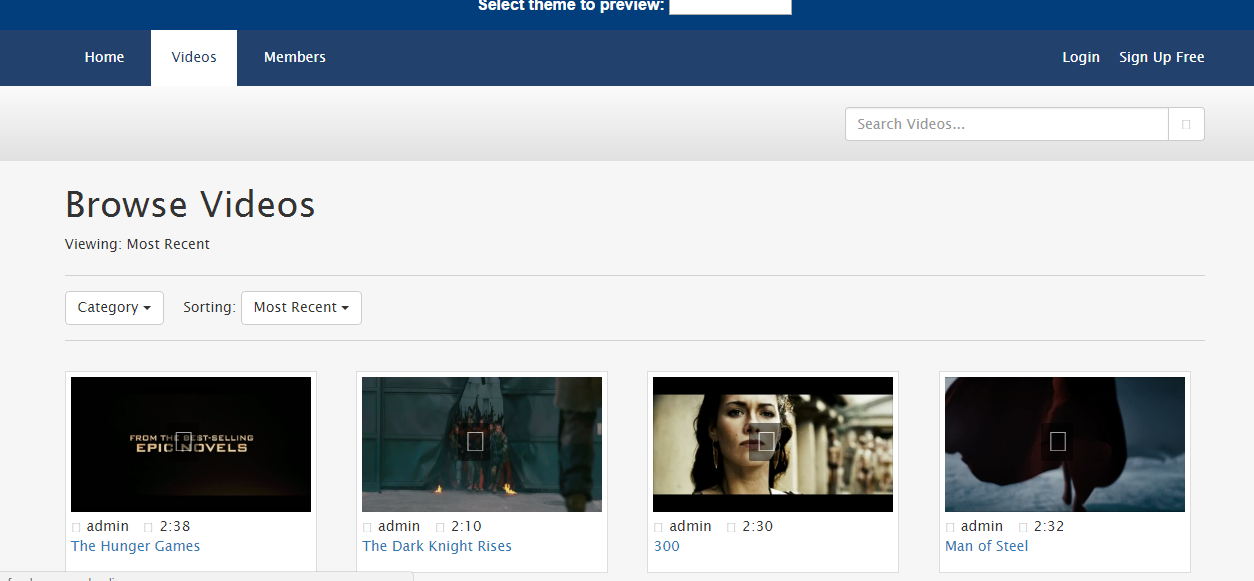 Select theme to preview:
Home Videos Members Login Sign Up Free
Search Videos...
Browse Videos
Viewing: Most Recent
Category Sorting: Most Recent
FROM THE BEST-SELLING
EPIC NOVELS
admin 2:38
The Hunger Games
admin 2:10
The Dark Knight Rises
admin 2:30
300
admin 2:32
Man of Steel